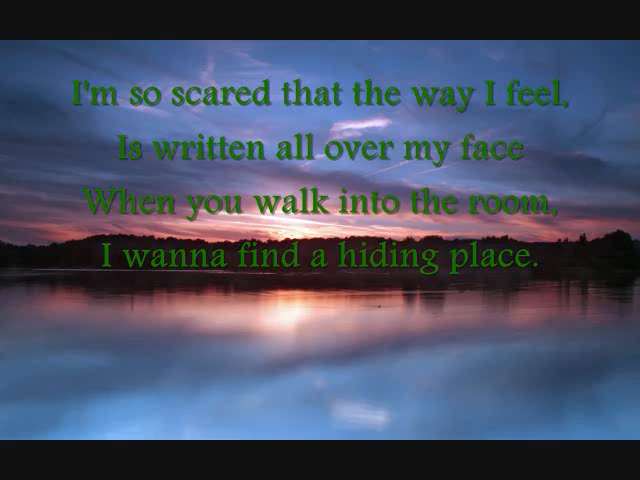 I'm so scared that the way I feel,
Is written all over my face
When you walk into the room,
I wanna find a hiding place.